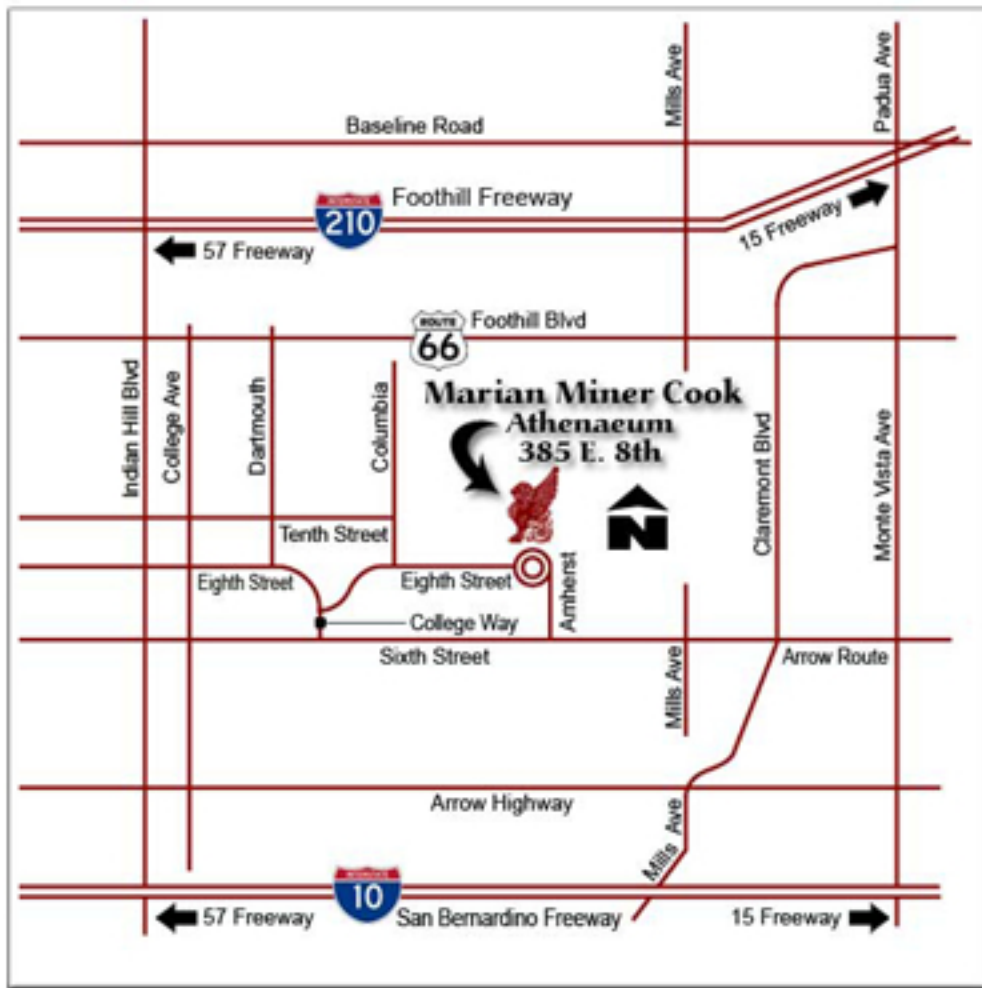 Mills Ave
Padua Ave
Baseline Road
INTERSTATE
210
Foothill Freeway
15 Freeway
57 Freeway
ROUTE
66
Foothill Blvd
Indian Hill Blvd
College Ave
Dartmouth
Columbia
Marian Miner Cook
Athenaeum
385 E. 8th
N
Claremont Blvd
Monte Vista Ave
Tenth Street
Eighth Street
Eighth Street
Amherst
College Way
Sixth Street
Mills Ave
Arrow Route
Arrow Highway
Mills Ave
INTERSTATE
10
57 Freeway
San Bernardino Freeway
15 Freeway